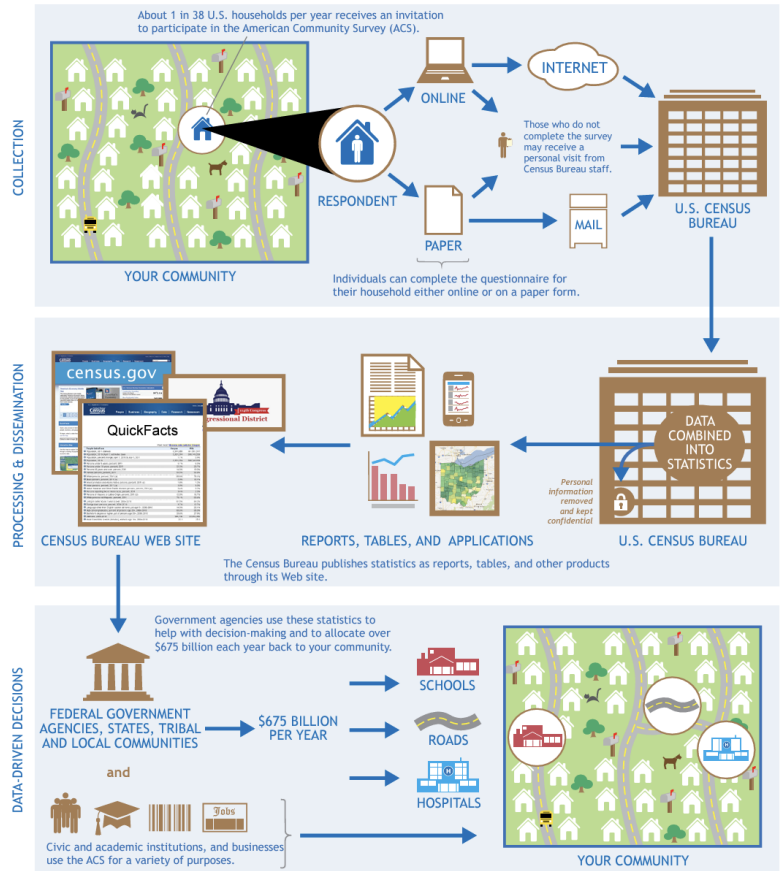 About 1 in 38 U.S. households per year receives an invitation
to participate in the American Community Survey (ACS).
COLLECTION
YOUR COMMUNITY
RESPONDENT
ONLINE
INTERNET
Those who do not
complete the survey
may receive a
personal visit from
Census Bureau staff.
PAPER
MAIL
U.S. CENSUS
BUREAU
Individuals can complete the questionnaire for
their household either online or on a paper form.
PROCESSING & DISSEMINATION
census.gov
QuickFacts
Congressional District
CENSUS BUREAU WEB SITE
REPORTS, TABLES, AND APPLICATIONS
DATA
COMBINED
INTO
STATISTICS
Personal
information
removed
and kept
confidential
U.S. CENSUS BUREAU
The Census Bureau publishes statistics as reports, tables, and other products
through its Web site.
DATA-DRIVEN DECISIONS
Government agencies use these statistics to
help with decision-making and to allocate over
$675 billion each year back to your community.
FEDERAL GOVERNMENT
AGENCIES, STATES, TRIBAL
AND LOCAL COMMUNITIES
$675 BILLION
PER YEAR
SCHOOLS
ROADS
H
HOSPITALS
and
Jobs
Civic and academic institutions, and businesses
use the ACS for a variety of purposes.
H
YOUR COMMUNITY